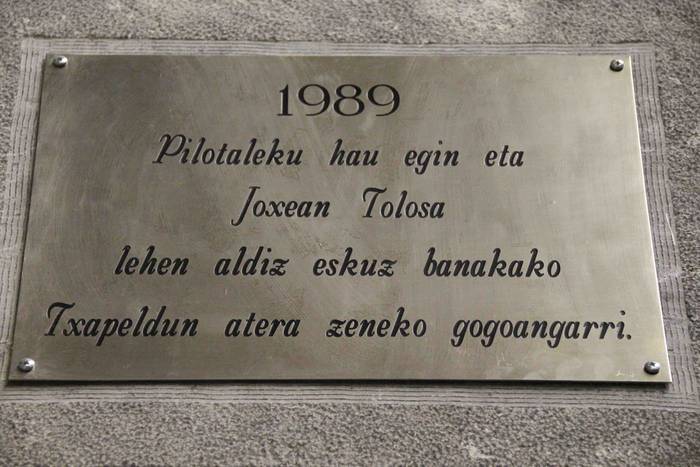 1989
Pilotaleku hau egin eta
Joxean Tolosa
lehen aldiz eskuz banakako
Txapeldun atera zeneko gogoangarri.